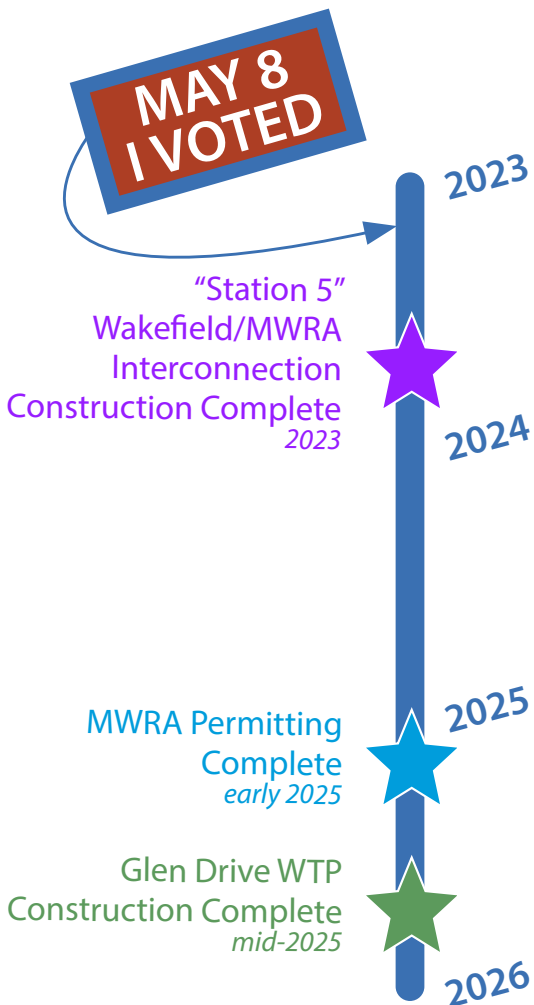 MAY 8
I VOTED
2023
“Station 5”
Wakefield/MWRA
Interconnection
Construction Complete
2023
2024
2025
MWRA Permitting
Complete
early 2025
Glen Drive WTP
Construction Complete
mid-2025
2026